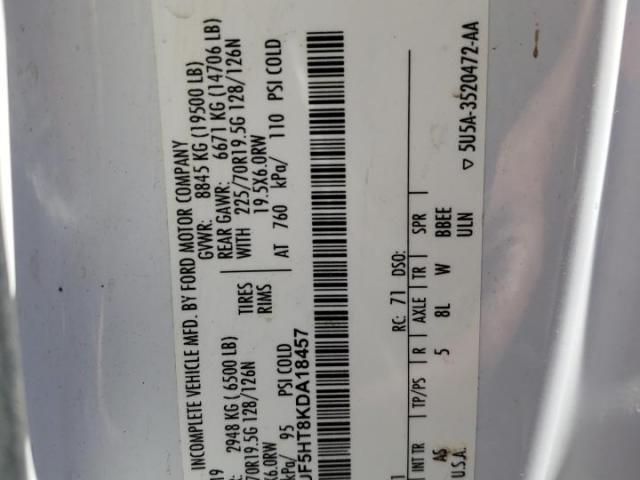 INCOMPLETE VEHICLE MFD. BY FORD MOTOR COMPANY
19 GVWR: 8845 KG (19500 LB)
2948 KG ( 6500 LB) REAR GAWR: 6671 KG (14706 LB)
70R19.5G 128/126N TIRES WITH 225/70R19.5G 128/126N
X6.0RW RIMS 19.5X6.0RW
kPa/ 95 PSI COLD AT 760 kPa/ 110 PSI COLD
UF5HT8KDA18457
RC: 71 DSO:
INT TR TP/PS R AXLE TR SPR
AS 5 8L W BBEE
U.S.A. ULN
▽ 5U5A-3520472-AA